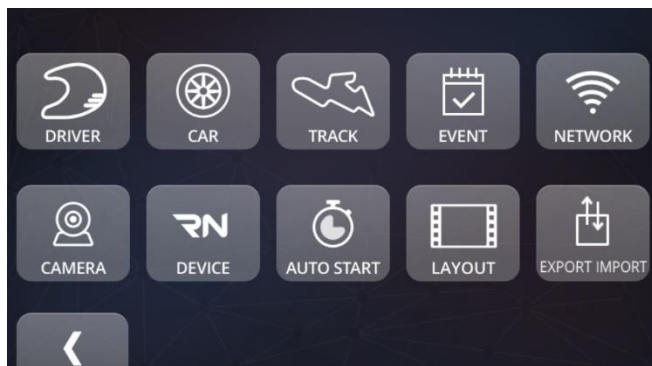 DRIVER
CAR
TRACK
EVENT
NETWORK
CAMERA
RN
DEVICE
AUTO START
LAYOUT
EXPORT IMPORT